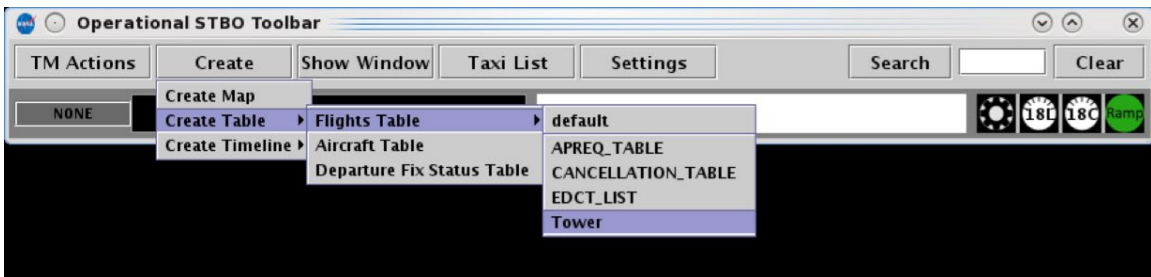 Operational STBO Toolbar
TM Actions Create Show Window Taxi List Settings Search Clear
NONE
Create Map
Create Table
Create Timeline
Flights Table
Aircraft Table
Departure Fix Status Table
default
APREQ_TABLE
CANCELLATION_TABLE
EDCT_LIST
Tower
18L 18C Ramp